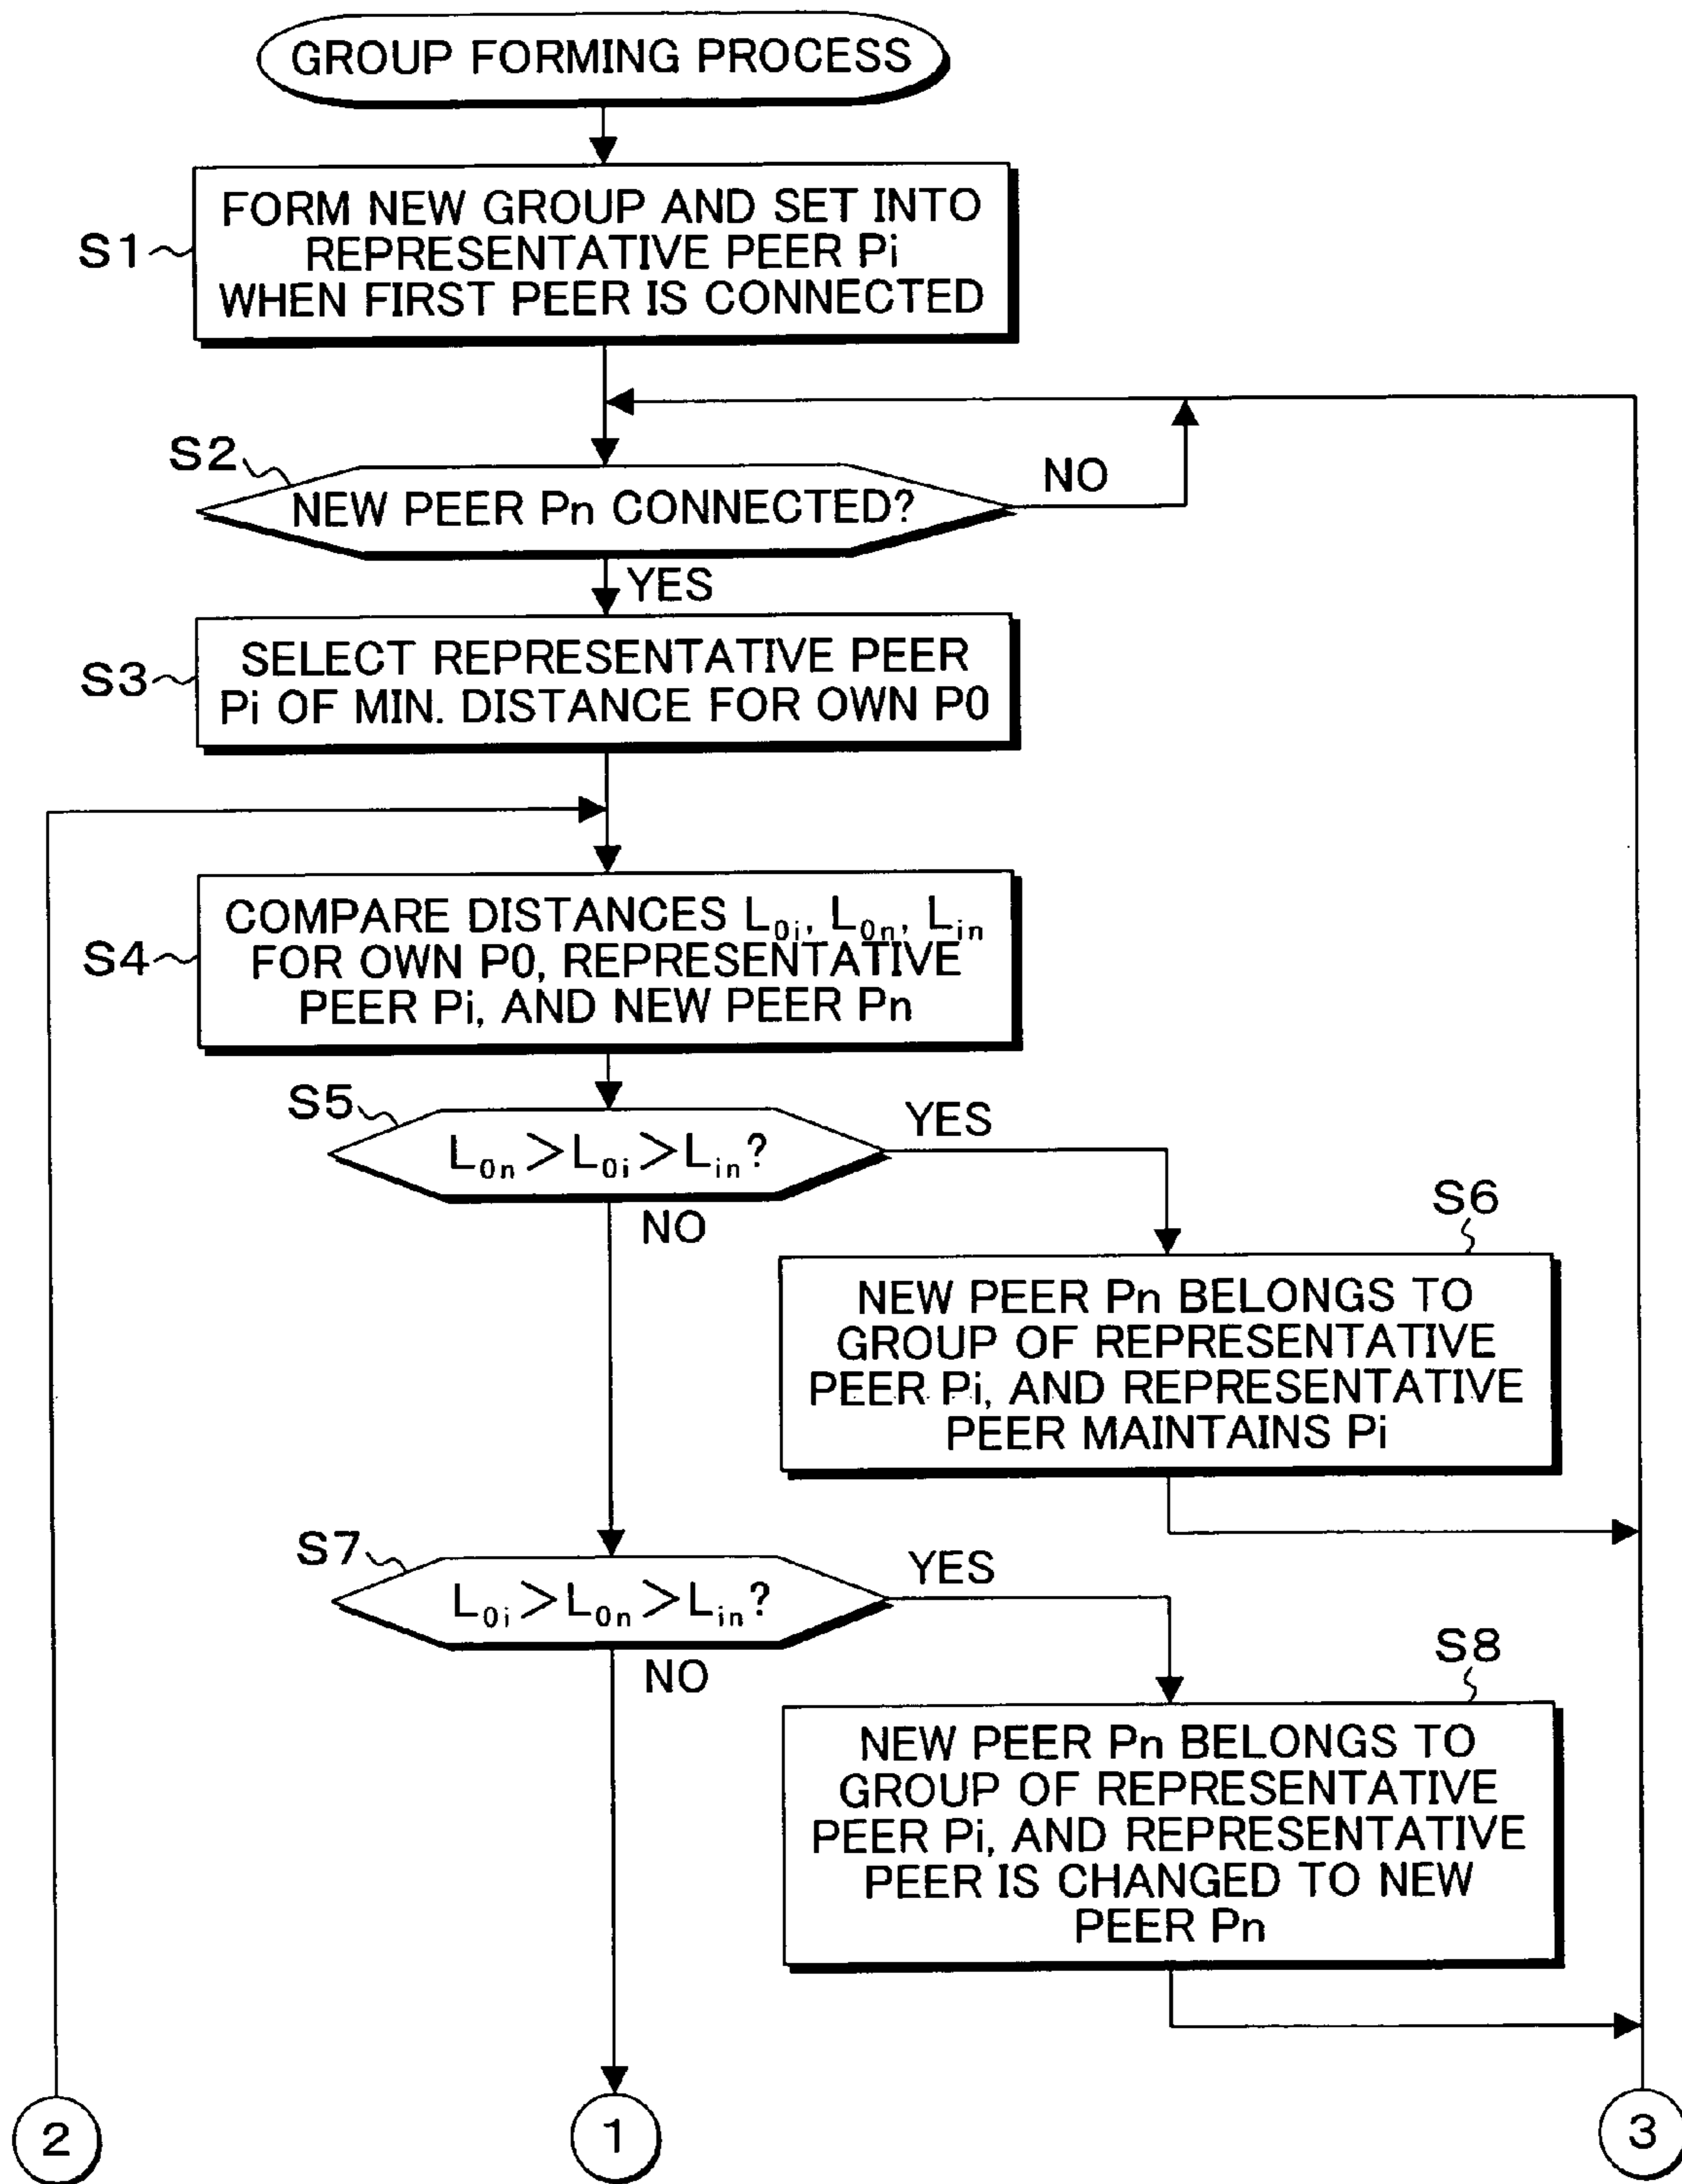 GROUP FORMING PROCESS
S1
FORM NEW GROUP AND SET INTO
REPRESENTATIVE PEER Pi
WHEN FIRST PEER IS CONNECTED
S2
NEW PEER Pn CONNECTED?
NO
YES
S3
SELECT REPRESENTATIVE PEER
Pi OF MIN. DISTANCE FOR OWN P0
S4
COMPARE DISTANCES L0i, L0n, Lin
FOR OWN P0, REPRESENTATIVE
PEER Pi, AND NEW PEER Pn
S5
L0n>L0i>Lin?
YES
NO
S6
NEW PEER Pn BELONGS TO
GROUP OF REPRESENTATIVE
PEER Pi, AND REPRESENTATIVE
PEER MAINTAINS Pi
S7
L0i>L0n>Lin?
YES
NO
S8
NEW PEER Pn BELONGS TO
GROUP OF REPRESENTATIVE
PEER Pi, AND REPRESENTATIVE
PEER IS CHANGED TO NEW
PEER Pn
2
1
3